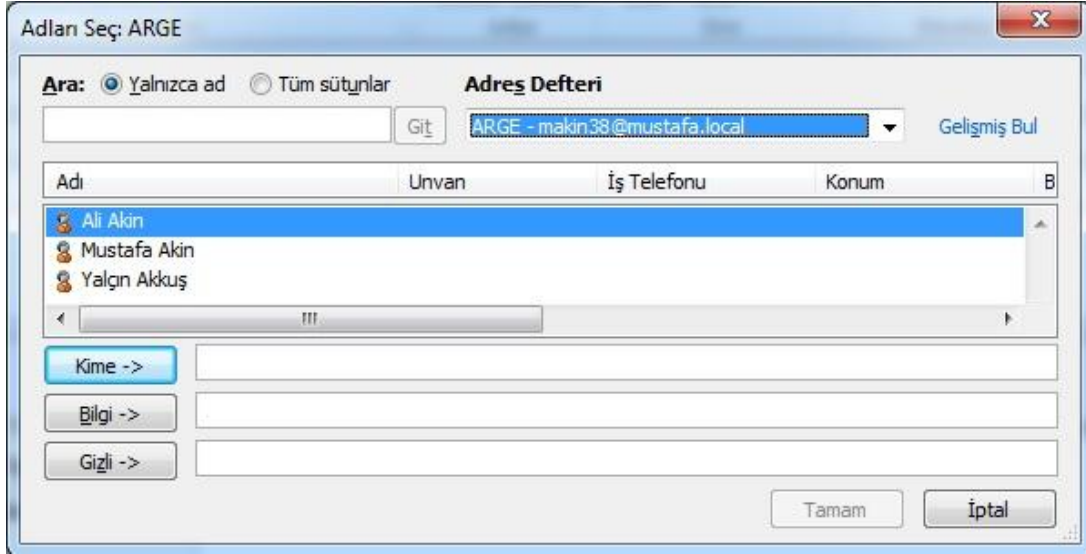 Adları Seç: ARGE
Ara: Yalnızca ad Tüm sütunlar Adres Defteri
Git ARGE - makin38@mustafa.local Gelişmiş Bul
Adı Unvan İş Telefonu Konum B
Ali Akin
Mustafa Akin
Yalçın Akkuş
Kime ->
Bilgi ->
Gizli ->
Tamam İptal